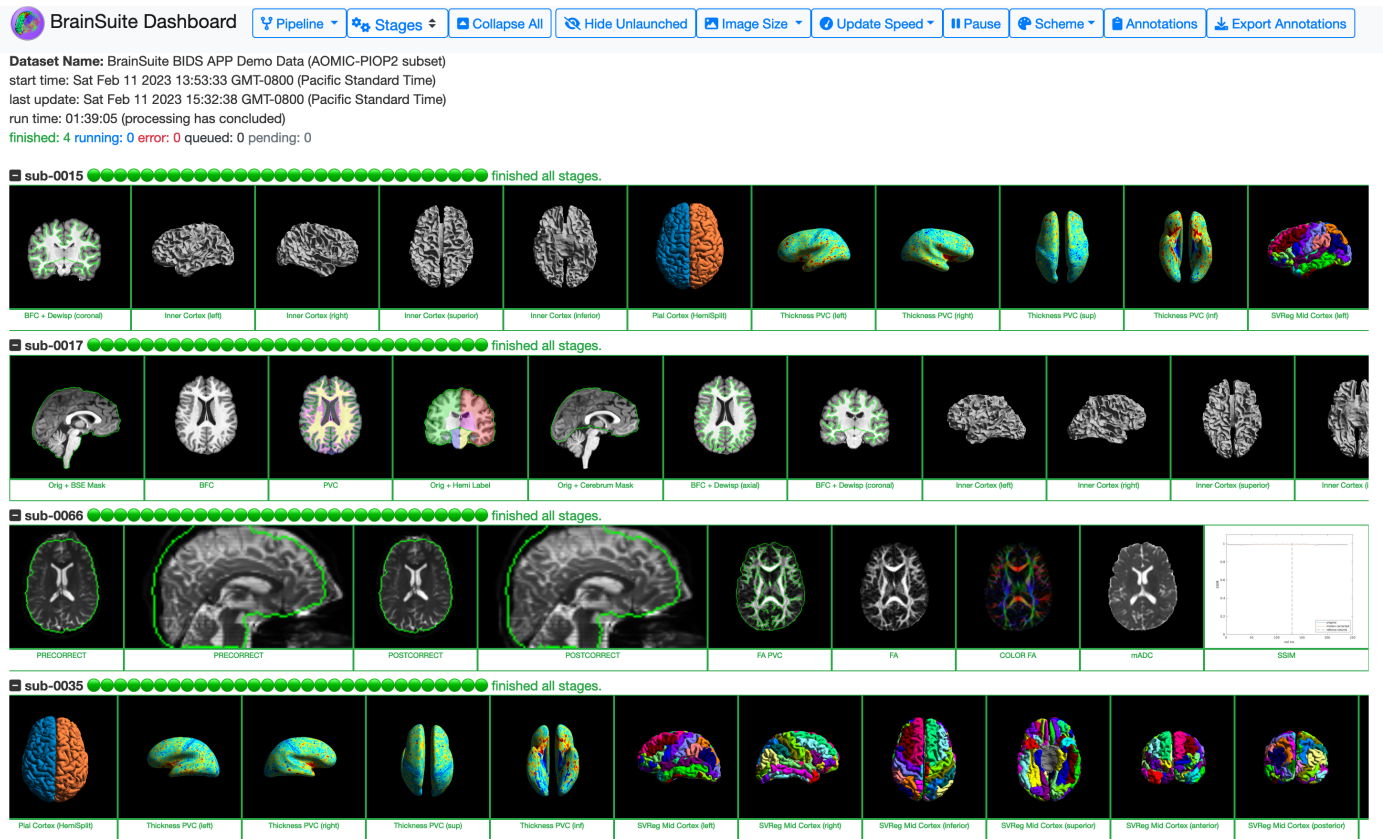 BrainSuite Dashboard
Pipeline
Stages
Collapse All
Hide Unlaunched
Image Size
Update Speed
Pause
Scheme
Annotations
Export Annotations
Dataset Name: BrainSuite BIDS APP Demo Data (AOMIC-PIOP2 subset)
start time: Sat Feb 11 2023 13:53:33 GMT-0800 (Pacific Standard Time)
last update: Sat Feb 11 2023 15:32:38 GMT-0800 (Pacific Standard Time)
run time: 01:39:05 (processing has concluded)
finished: 4 running: 0 error: 0 queued: 0 pending: 0
sub-0015 finished all stages.
BFC + Dewisp (coronal)
Inner Cortex (left)
Inner Cortex (right)
Inner Cortex (superior)
Inner Cortex (inferior)
Pial Cortex (HemiSplit)
Thickness PVC (left)
Thickness PVC (right)
Thickness PVC (sup)
Thickness PVC (inf)
SVReg Mid Cortex (left)
sub-0017 finished all stages.
Orig + BSE Mask
BFC
PVC
Orig + Hemi Label
Orig + Cerebrum Mask
BFC + Dewisp (axial)
BFC + Dewisp (coronal)
Inner Cortex (left)
Inner Cortex (right)
Inner Cortex (superior)
Inner Cortex (i
sub-0066 finished all stages.
PRECORRECT
PRECORRECT
POSTCORRECT
POSTCORRECT
FA PVC
FA
COLOR FA
mADC
SSIM
sub-0035 finished all stages.
Pial Cortex (HemiSplit)
Thickness PVC (left)
Thickness PVC (right)
Thickness PVC (sup)
Thickness PVC (inf)
SVReg Mid Cortex (left)
SVReg Mid Cortex (right)
SVReg Mid Cortex (inferior)
SVReg Mid Cortex (superior)
SVReg Mid Cortex (anterior)
SVReg Mid Cortex (posterior)